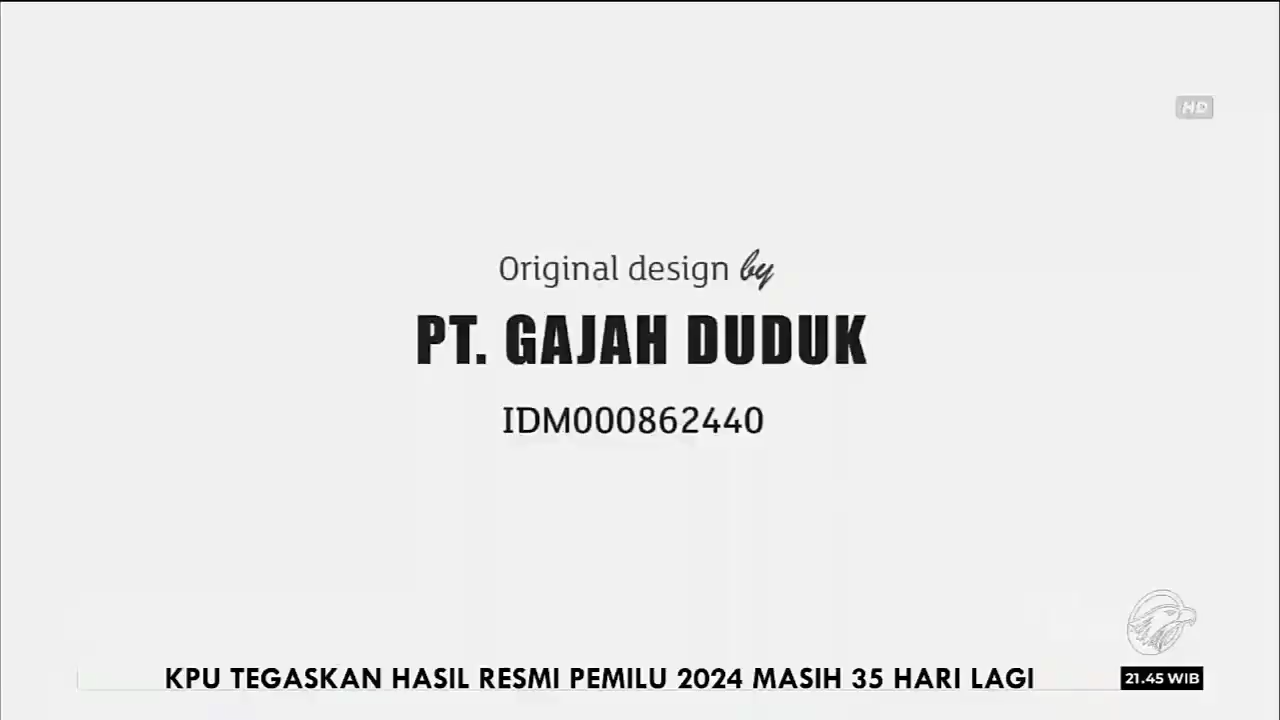 HD
Original design by
PT. GAJAH DUDUK
IDM000862440
KPU TEGASKAN HASIL RESMI PEMILU 2024 MASIH 35 HARI LAGI
21.45 WIB